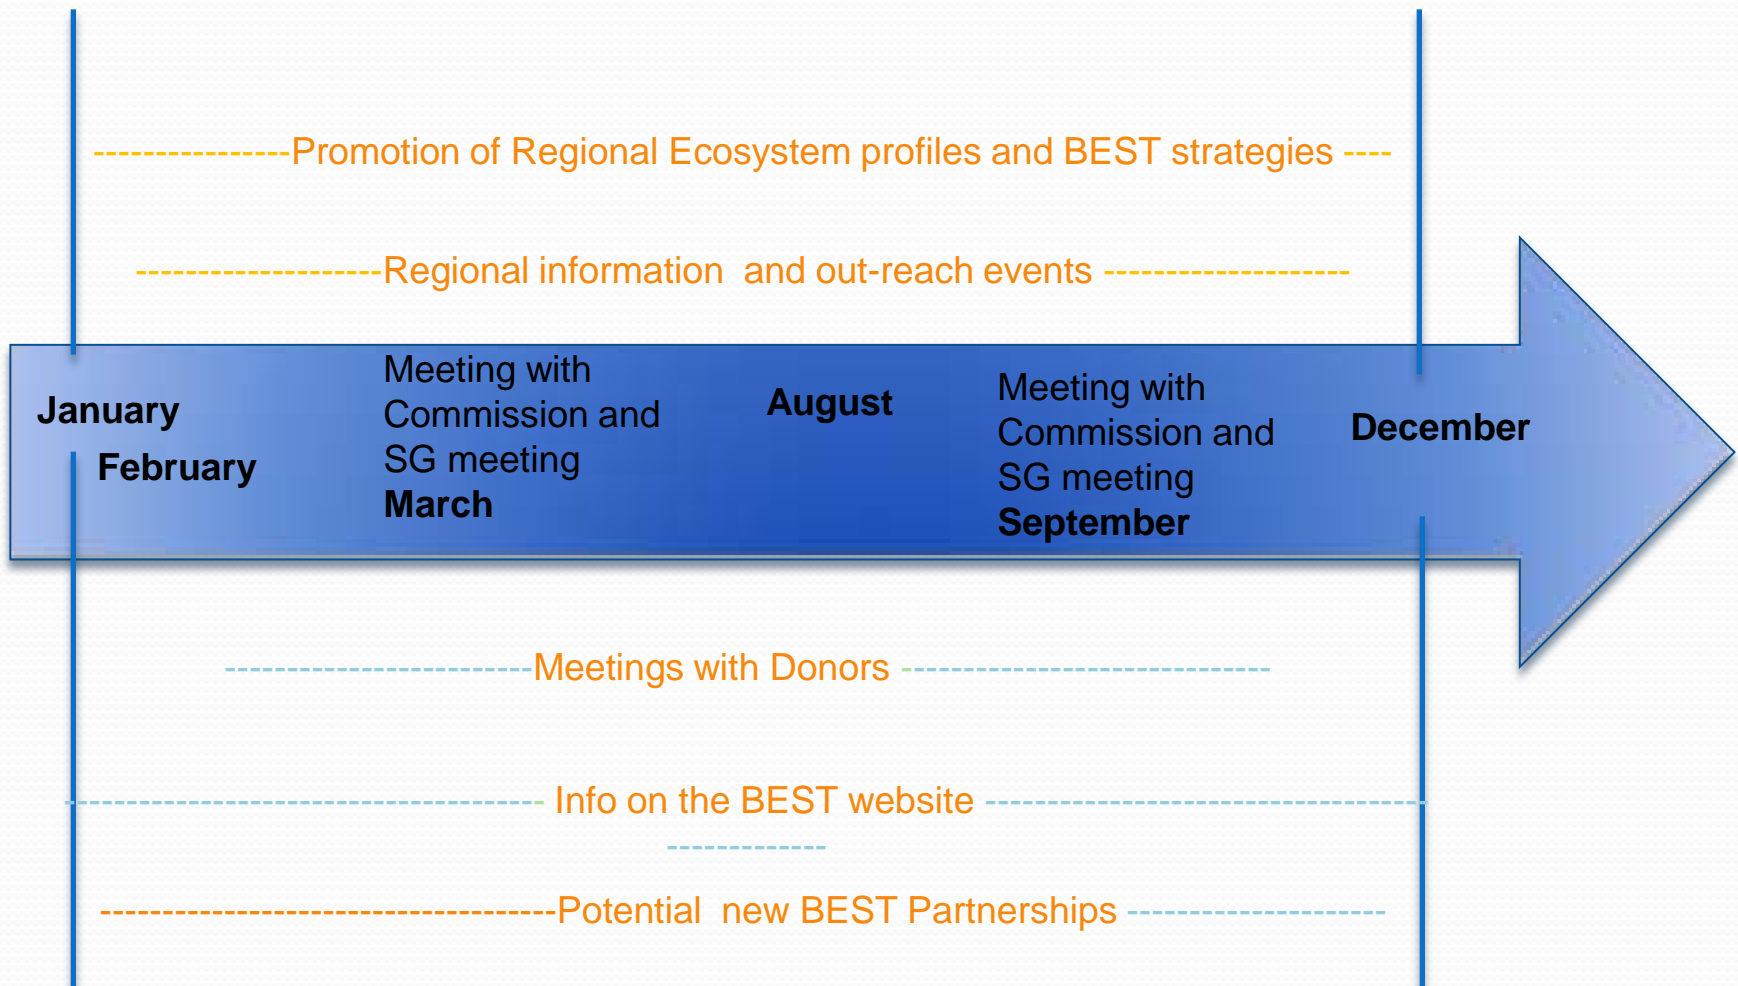 ----------------Promotion of Regional Ecosystem profiles and BEST strategies ----
--------------------Regional information  and out-reach events --------------------
January
February
Meeting with
Commission and
SG meeting
March
August
Meeting with
Commission and
SG meeting
September
December
-------------------------Meetings with Donors ------------------------------
--------------------------------------- Info on the BEST website ------------------------------------
-------------
-------------------------------------Potential  new BEST Partnerships ---------------------